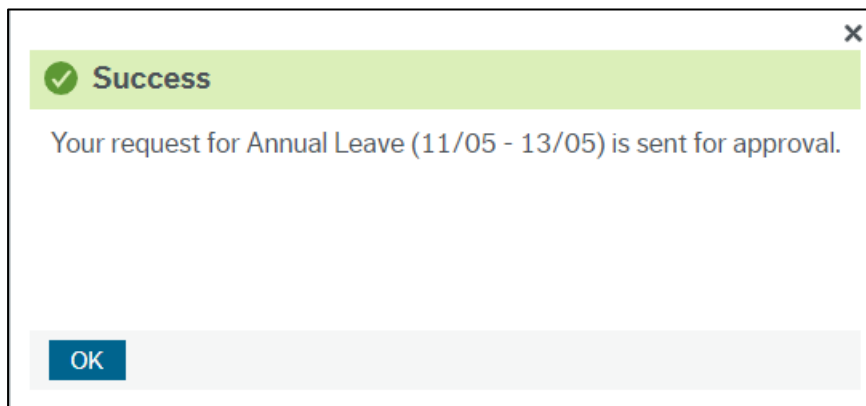 Success
Your request for Annual Leave (11/05 - 13/05) is sent for approval.
OK